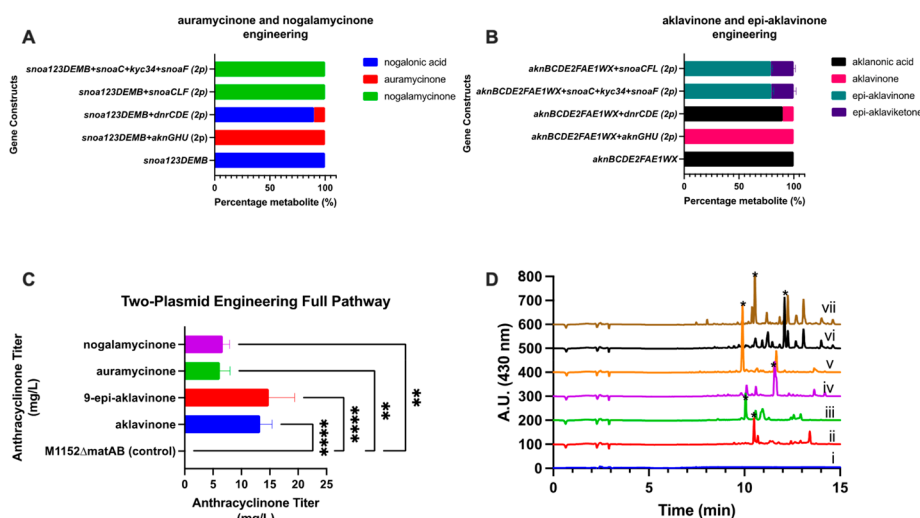 A
auramycinone and nogalamycinone
engineering
Gene Constructs
snoa123DEMB+snoaC+kyc34+snoaF (2p)
snoa123DEMB+snoaCLF (2p)
snoa123DEMB+dnrCDE (2p)
snoa123DEMB+aknGHU (2p)
snoa123DEMB
0 50 100
Percentage metabolite (%)
nogalonic acid
auramycinone
nogalamycinone
B
aklavinone and epi-aklavinone
engineering
Gene Constructs
aknBCDE2FAE1WX+snoaCFL (2p)
aknBCDE2FAE1WX+snoaC+kyc34+snoaF (2p)
aknBCDE2FAE1WX+dnrCDE (2p)
aknBCDE2FAE1WX+aknGHU (2p)
aknBCDE2FAE1WX
0 50 100
Percentage metabolite (%)
aklanonic acid
aklavinone
epi-aklavinone
epi-aklaviketone
C
Two-Plasmid Engineering Full Pathway
Anthracyclinone Titer
(mg/L)
nogalamycinone
auramycinone
9-epi-aklavinone
aklavinone
M1152ΔmatAB (control)
**** **** ** **
0 5 10 15 20 25
Anthracyclinone Titer
(mg/L)
D
A.U. (430 nm)
800
700
600
500
400
300
200
100
0
* * * * * *
vii
vi
v
iv
iii
ii
i
0 5 10 15
Time (min)